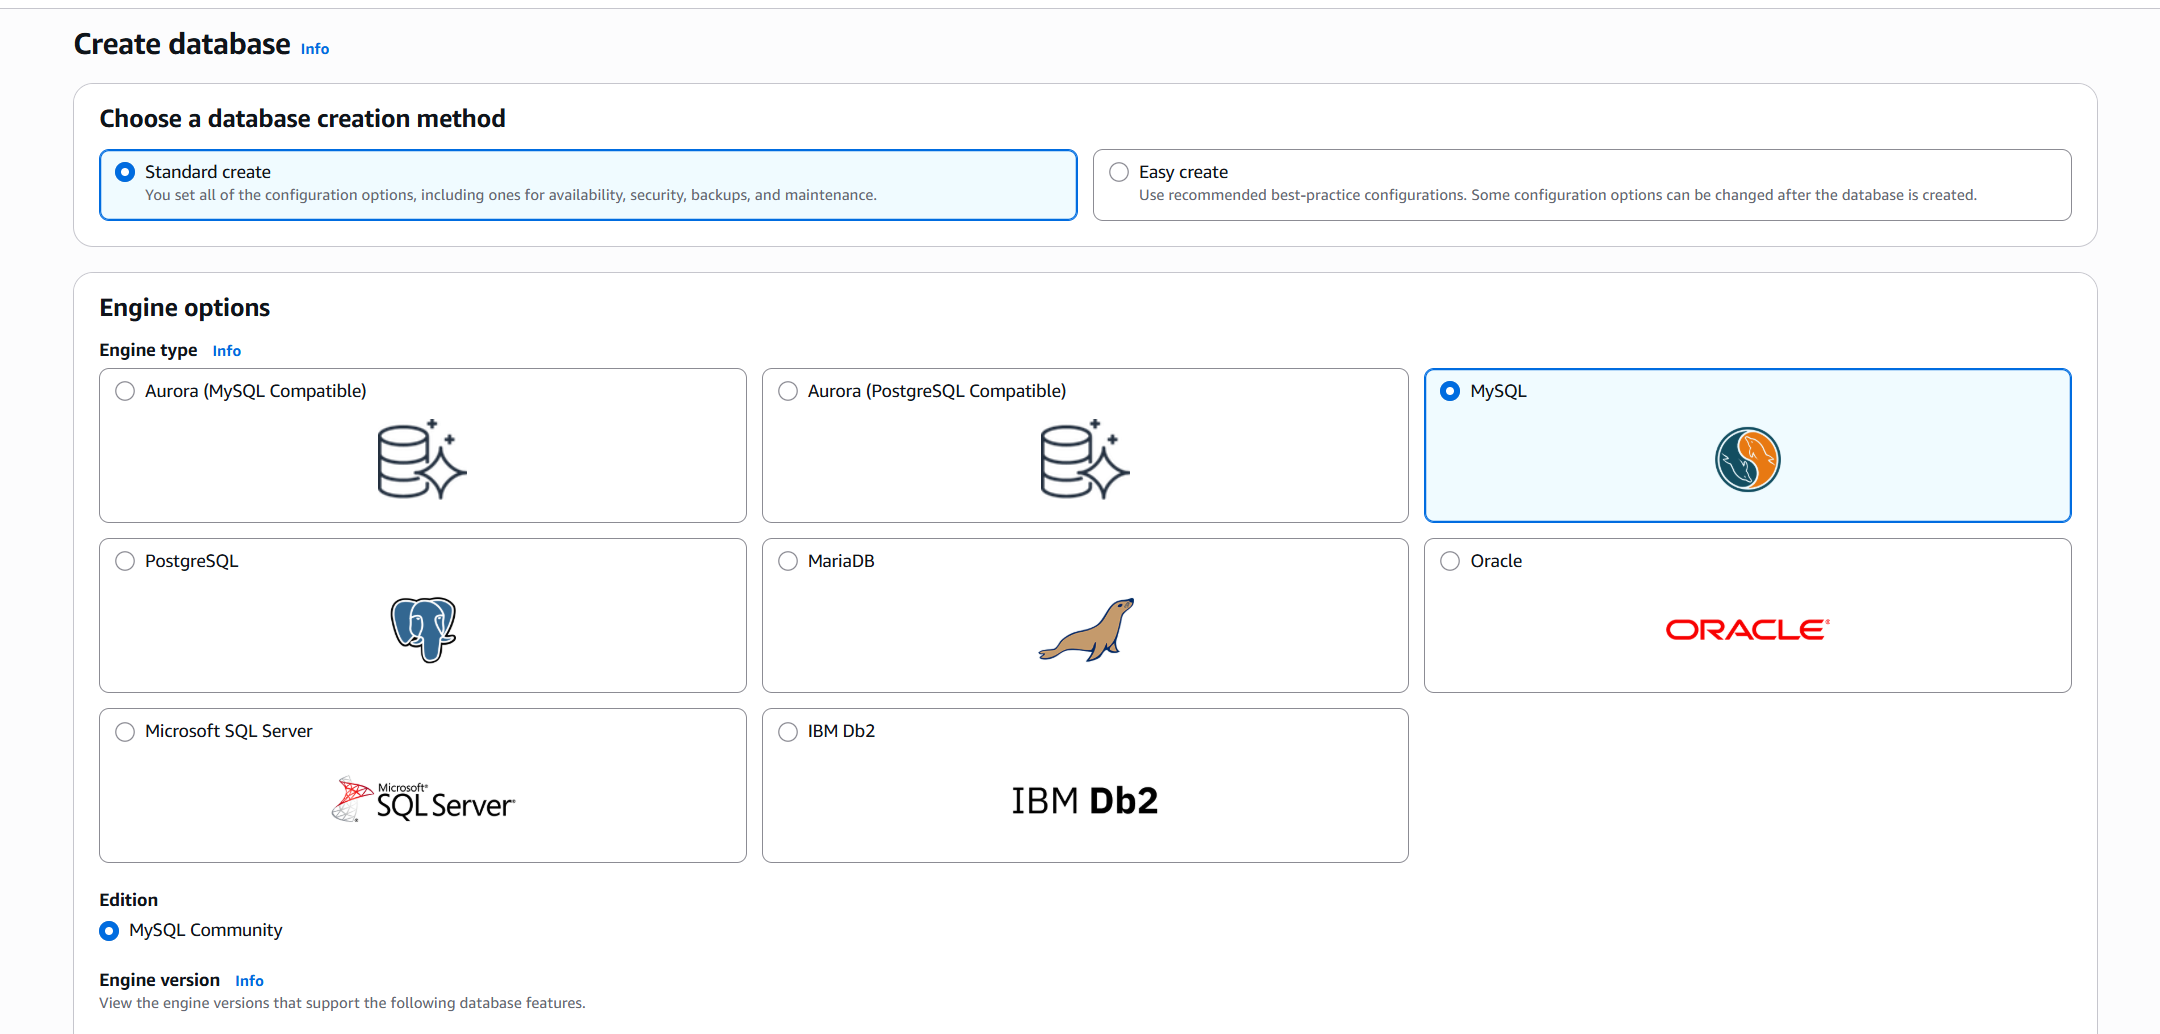 Create database Info
Choose a database creation method
Standard create
You set all of the configuration options, including ones for availability, security, backups, and maintenance.
Easy create
Use recommended best-practice configurations. Some configuration options can be changed after the database is created.
Engine options
Engine type Info
Aurora (MySQL Compatible)
Aurora (PostgreSQL Compatible)
MySQL
PostgreSQL
MariaDB
Oracle
ORACLE®
Microsoft SQL Server
Microsoft®
SQL Server®
IBM Db2
IBM Db2
Edition
MySQL Community
Engine version Info
View the engine versions that support the following database features.